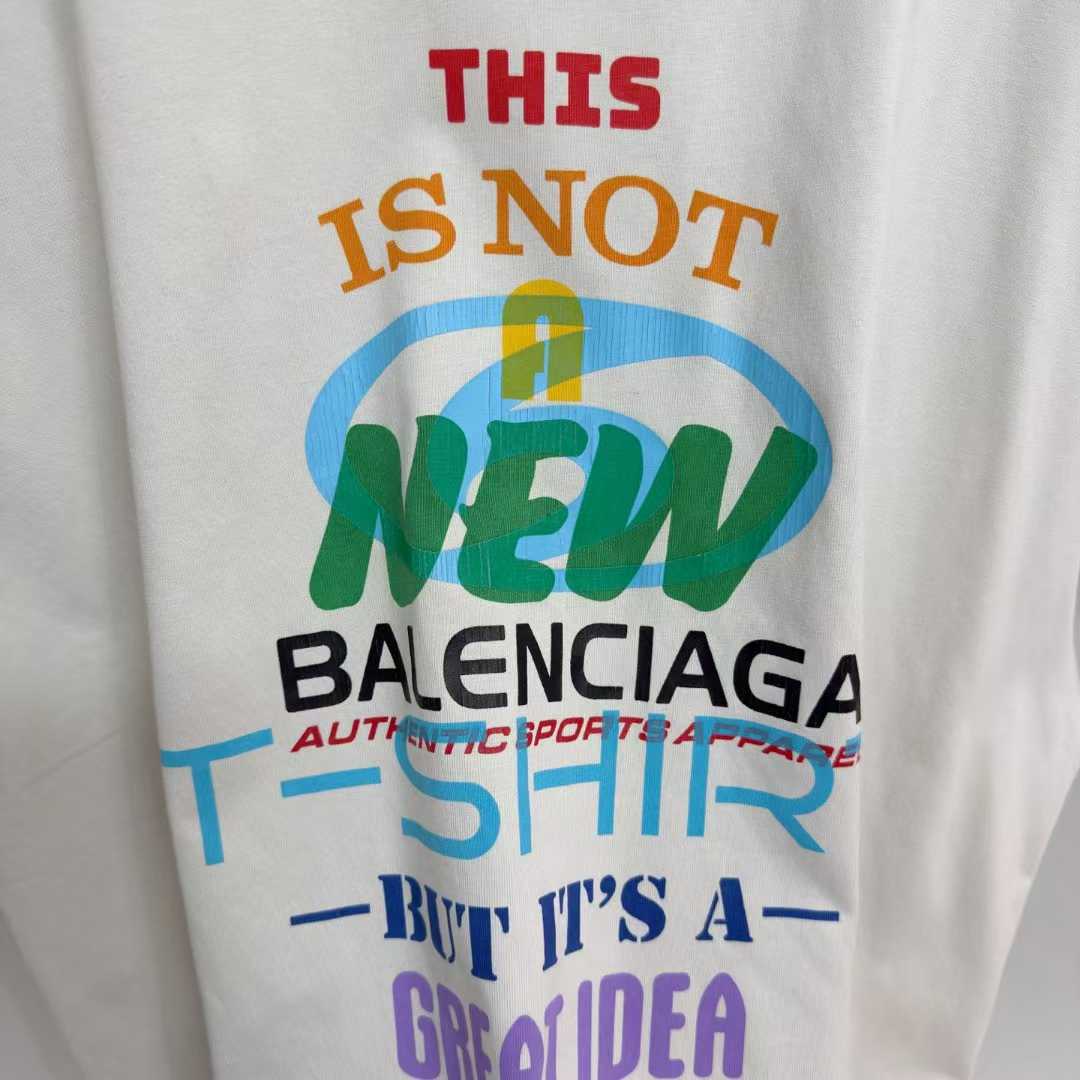 THIS
IS NOT
A
NEW
BALENCIAGA
AUTHENTIC SPORTS APPAREL
T-SHIRT
BUT IT'S A
GREAT IDEA